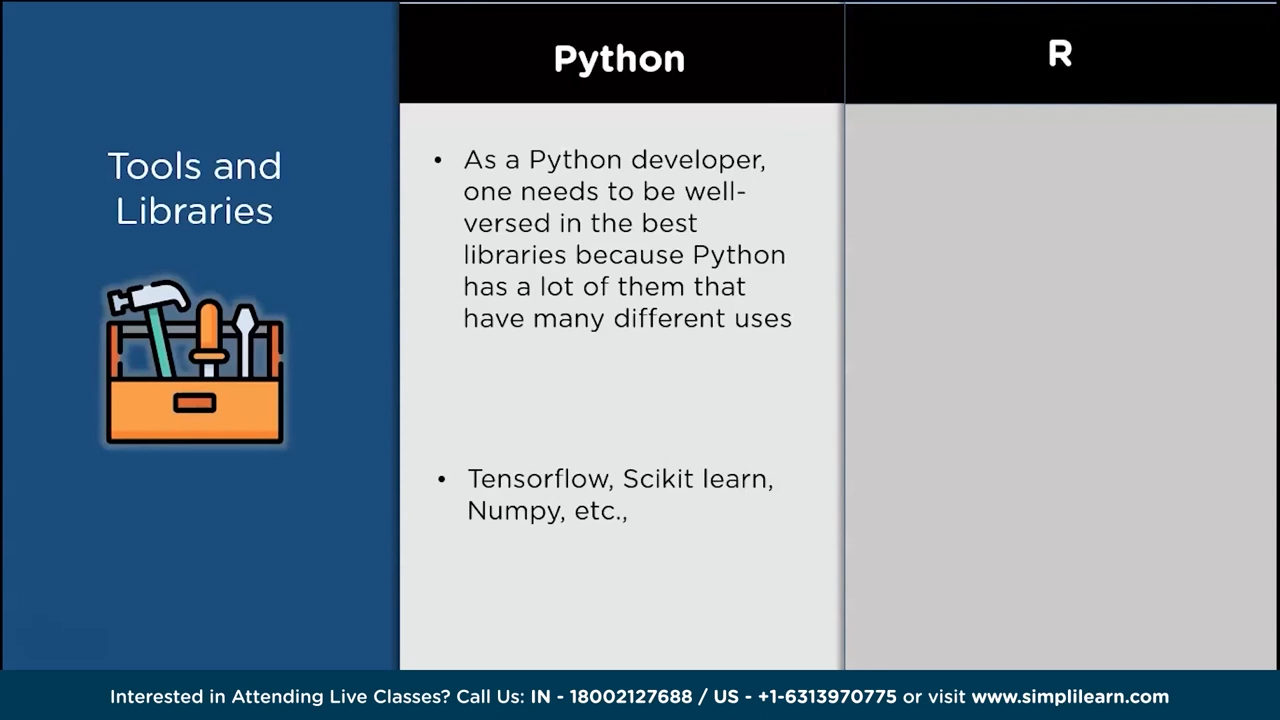 Tools and
Libraries
Python
R
• As a Python developer,
one needs to be well-
versed in the best
libraries because Python
has a lot of them that
have many different uses
• Tensorflow, Scikit learn,
Numpy, etc.,
Interested in Attending Live Classes? Call Us: IN - 18002127688 / US - +1-6313970775 or visit www.simplilearn.com